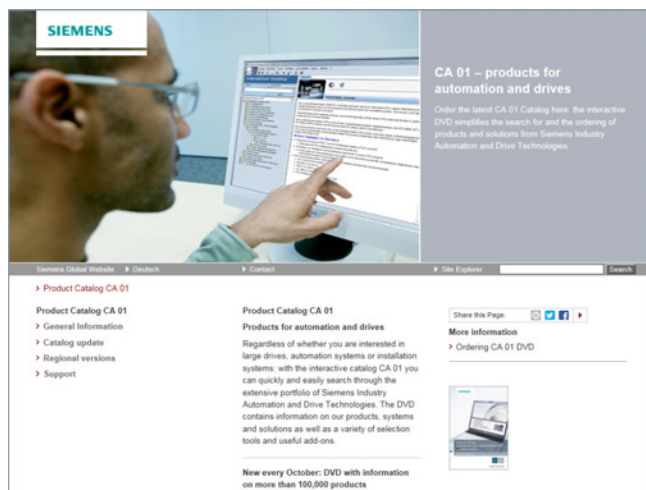 SIEMENS
CA 01 – products for
automation and drives
Order the latest CA 01 Catalog here: the interactive
DVD simplifies the search for and the ordering of
products and solutions from Siemens Industry
Automation and Drive Technologies.
Siemens Global Website Deutsch Contact Site Explorer Search
Product Catalog CA 01
Product Catalog CA 01
General Information
Catalog update
Regional versions
Support
Product Catalog CA 01
Products for automation and drives
Regardless of whether you are interested in
large drives, automation systems or installation
systems: with the interactive catalog CA 01 you
can quickly and easily search through the
extensive portfolio of Siemens Industry
Automation and Drive Technologies. The DVD
contains information on our products, systems
and solutions as well as a variety of selection
tools and useful add-ons.
New every October: DVD with information
on more than 100,000 products
Share this Page:
More information
Ordering CA 01 DVD